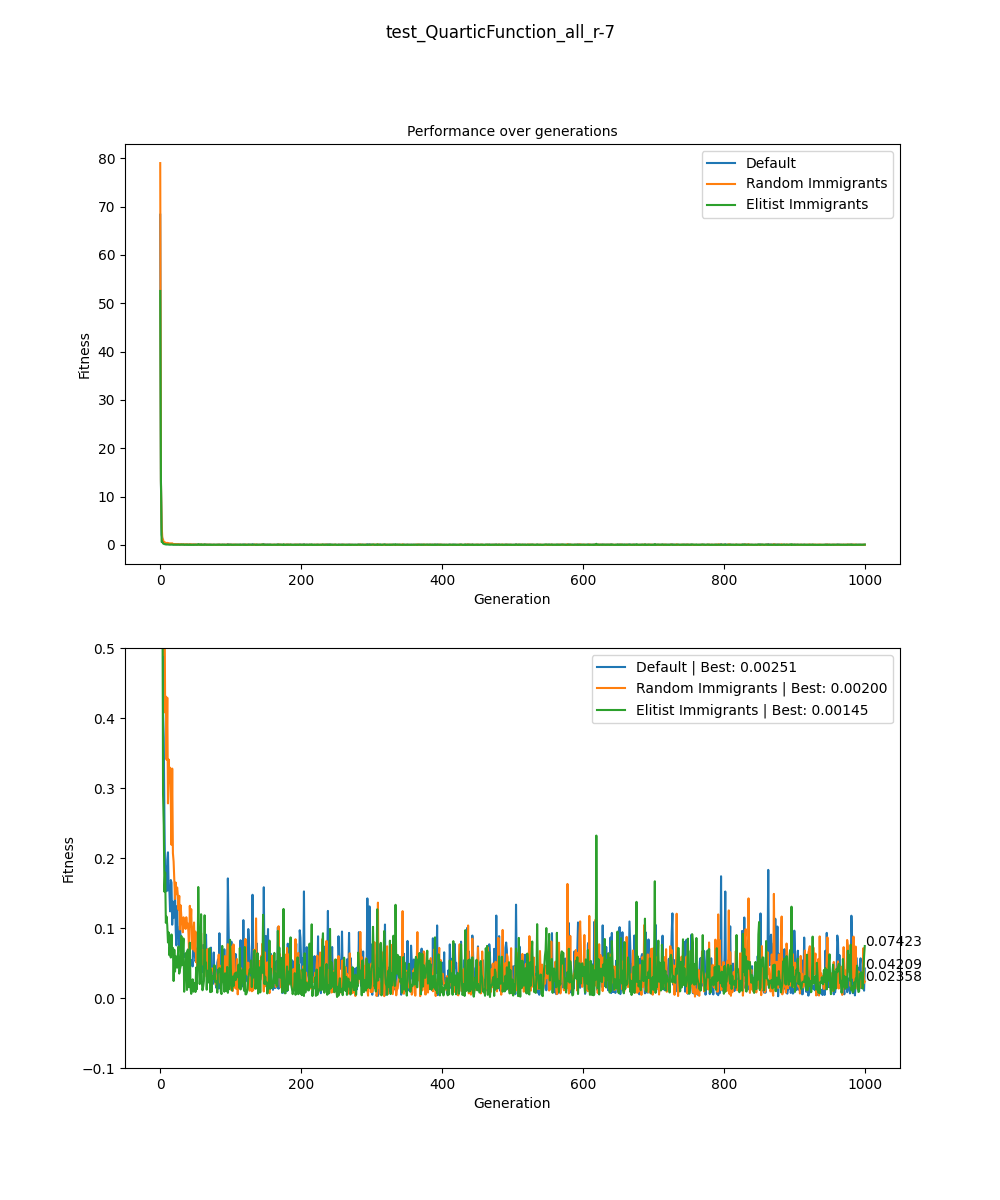 test_QuarticFunction_all_r-7
Performance over generations
Fitness
80
70
60
50
40
30
20
10
0
Default
Random Immigrants
Elitist Immigrants
0 200 400 600 800 1000
Generation
Fitness
0.5
0.4
0.3
0.2
0.1
0.0
−0.1
Default | Best: 0.00251
Random Immigrants | Best: 0.00200
Elitist Immigrants | Best: 0.00145
0.07423
0.04209
0.02358
0 200 400 600 800 1000
Generation